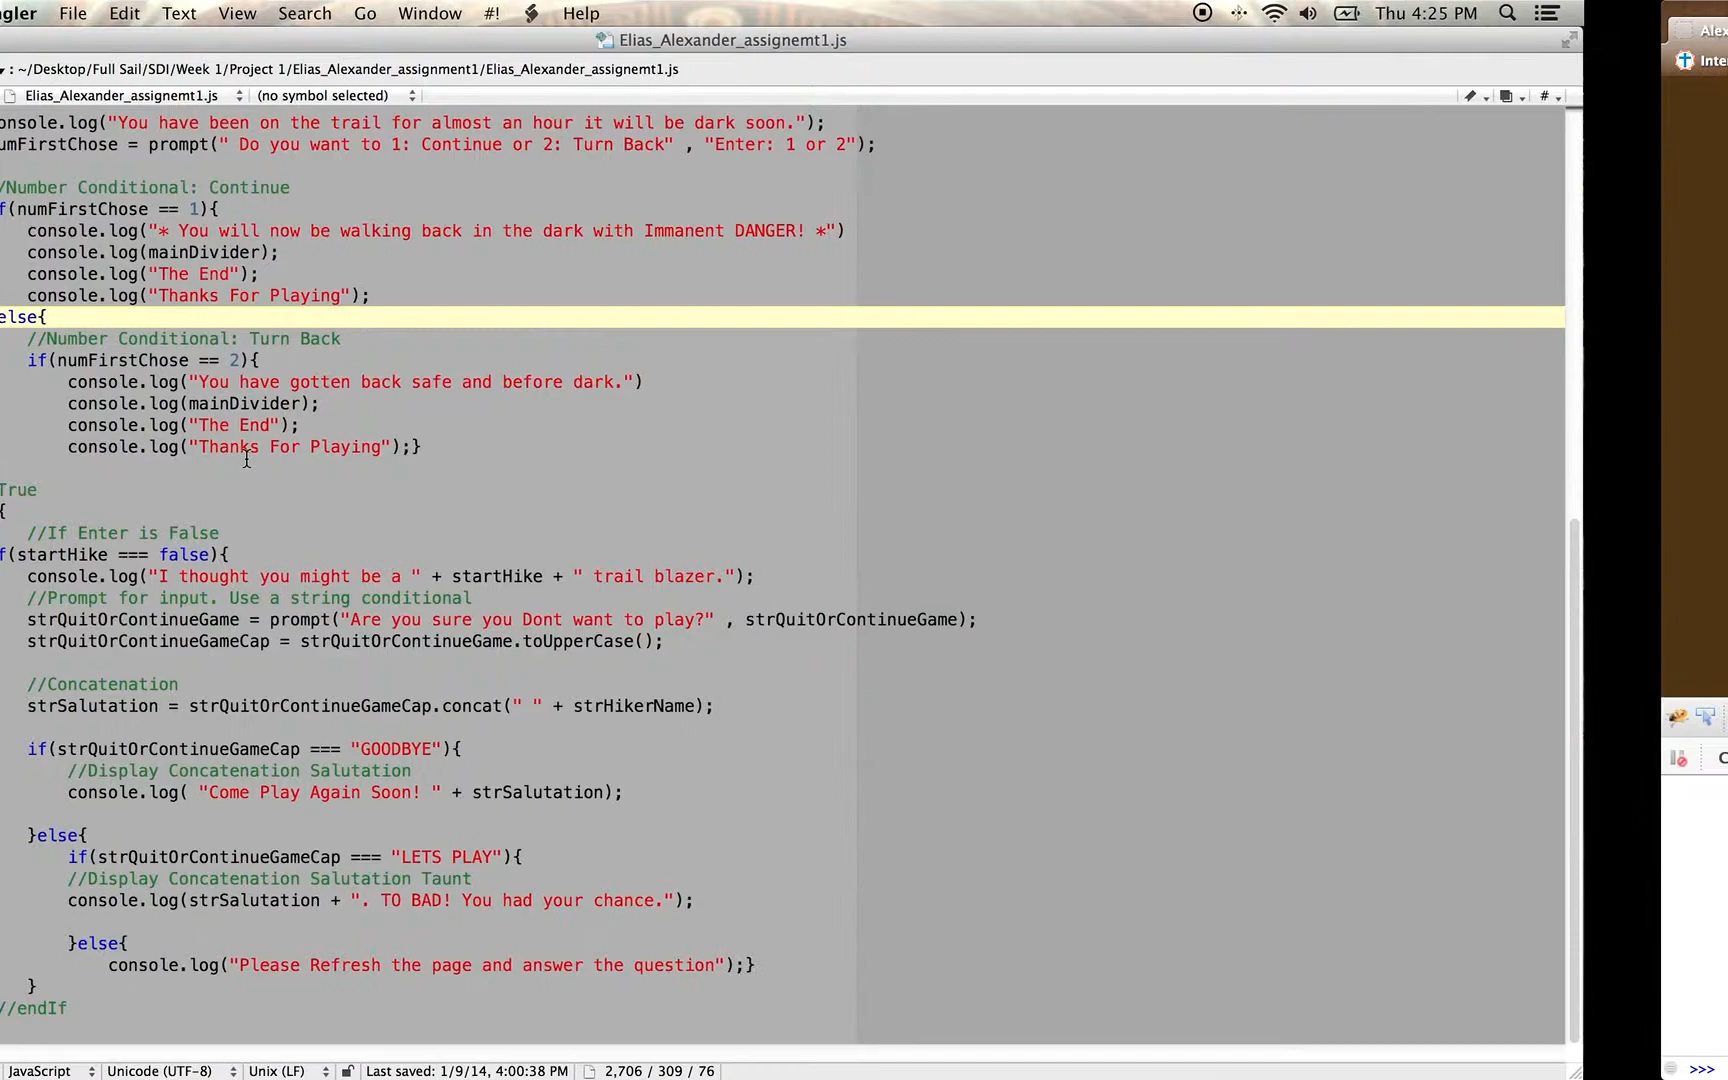 ngler File Edit Text View Search Go Window #! Help Thu 4:25 PM
Elias_Alexander_assignemt1.js
: ~/Desktop/Full Sail/SDI/Week 1/Project 1/Elias_Alexander_assignment1/Elias_Alexander_assignemt1.js
Elias_Alexander_assignemt1.js (no symbol selected) #
onsole.log("You have been on the trail for almost an hour it will be dark soon.");
umFirstChose = prompt(" Do you want to 1: Continue or 2: Turn Back" , "Enter: 1 or 2");
/Number Conditional: Continue
f(numFirstChose == 1){
console.log("* You will now be walking back in the dark with Immanent DANGER! *")
console.log(mainDivider);
console.log("The End");
console.log("Thanks For Playing");
else{
//Number Conditional: Turn Back
if(numFirstChose == 2){
console.log("You have gotten back safe and before dark.")
console.log(mainDivider);
console.log("The End");
console.log("Thanks For Playing");}
True
{
//If Enter is False
f(startHike === false){
console.log("I thought you might be a " + startHike + " trail blazer.");
//Prompt for input. Use a string conditional
strQuitOrContinueGame = prompt("Are you sure you Dont want to play?" , strQuitOrContinueGame);
strQuitOrContinueGameCap = strQuitOrContinueGame.toUpperCase();
//Concatenation
strSalutation = strQuitOrContinueGameCap.concat(" " + strHikerName);
if(strQuitOrContinueGameCap === "GOODBYE"){
//Display Concatenation Salutation
console.log( "Come Play Again Soon! " + strSalutation);
}else{
if(strQuitOrContinueGameCap === "LETS PLAY"){
//Display Concatenation Salutation Taunt
console.log(strSalutation + ". TO BAD! You had your chance.");
}else{
console.log("Please Refresh the page and answer the question");}
}
//endIf
JavaScript Unicode (UTF-8) Unix (LF) Last saved: 1/9/14, 4:00:38 PM 2,706 / 309 / 76
Alex
Inte
C
>>>